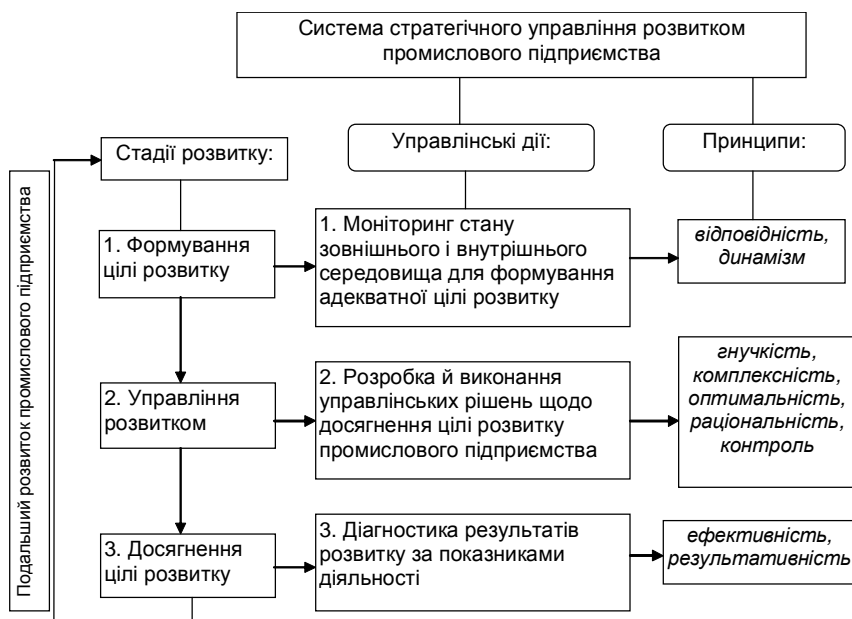 Система стратегічного управління розвитком
промислового підприємства
Стадії розвитку:
Управлінські дії:
Принципи:
Подальший розвиток промислового підприємства
1. Формування
цілі розвитку
1. Моніторинг стану
зовнішнього і внутрішнього
середовища для формування
адекватної цілі розвитку
відповідність,
динамізм
2. Управління
розвитком
2. Розробка й виконання
управлінських рішень щодо
досягнення цілі розвитку
промислового підприємства
гнучкість,
комплексність,
оптимальність,
раціональність,
контроль
3. Досягнення
цілі розвитку
3. Діагностика результатів
розвитку за показниками
діяльності
ефективність,
результативність